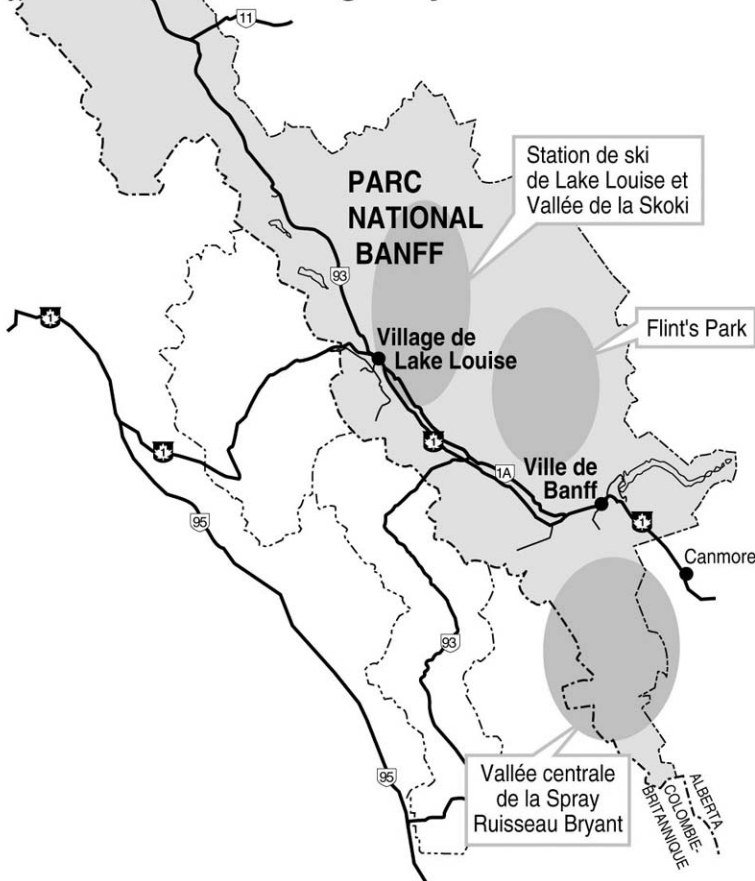 11
Station de ski
de Lake Louise et
Vallée de la Skoki
PARC
NATIONAL
BANFF
93
1
Flint's Park
Village de
Lake Louise
1
1
1A
Ville de
Banff
95
1
Canmore
93
95
Vallée centrale
de la Spray
Ruisseau Bryant
ALBERTA
COLOMBIE-
BRITANNIQUE